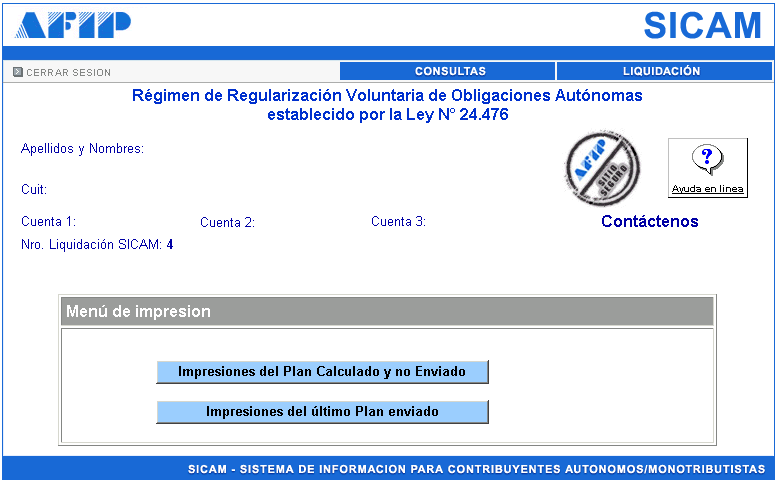 AFIP
SICAM
CERRAR SESION
CONSULTAS
LIQUIDACIÓN
Régimen de Regularización Voluntaria de Obligaciones Autónomas
establecido por la Ley Nº 24.476
Apellidos y Nombres:
AFIP
SITIO
SEGURO
?
Ayuda en linea
Cuit:
Cuenta 1:
Cuenta 2:
Cuenta 3:
Contáctenos
Nro. Liquidación SICAM: 4
Menú de impresion
Impresiones del Plan Calculado y no Enviado
Impresiones del último Plan enviado
SICAM - SISTEMA DE INFORMACION PARA CONTRIBUYENTES AUTONOMOS/MONOTRIBUTISTAS